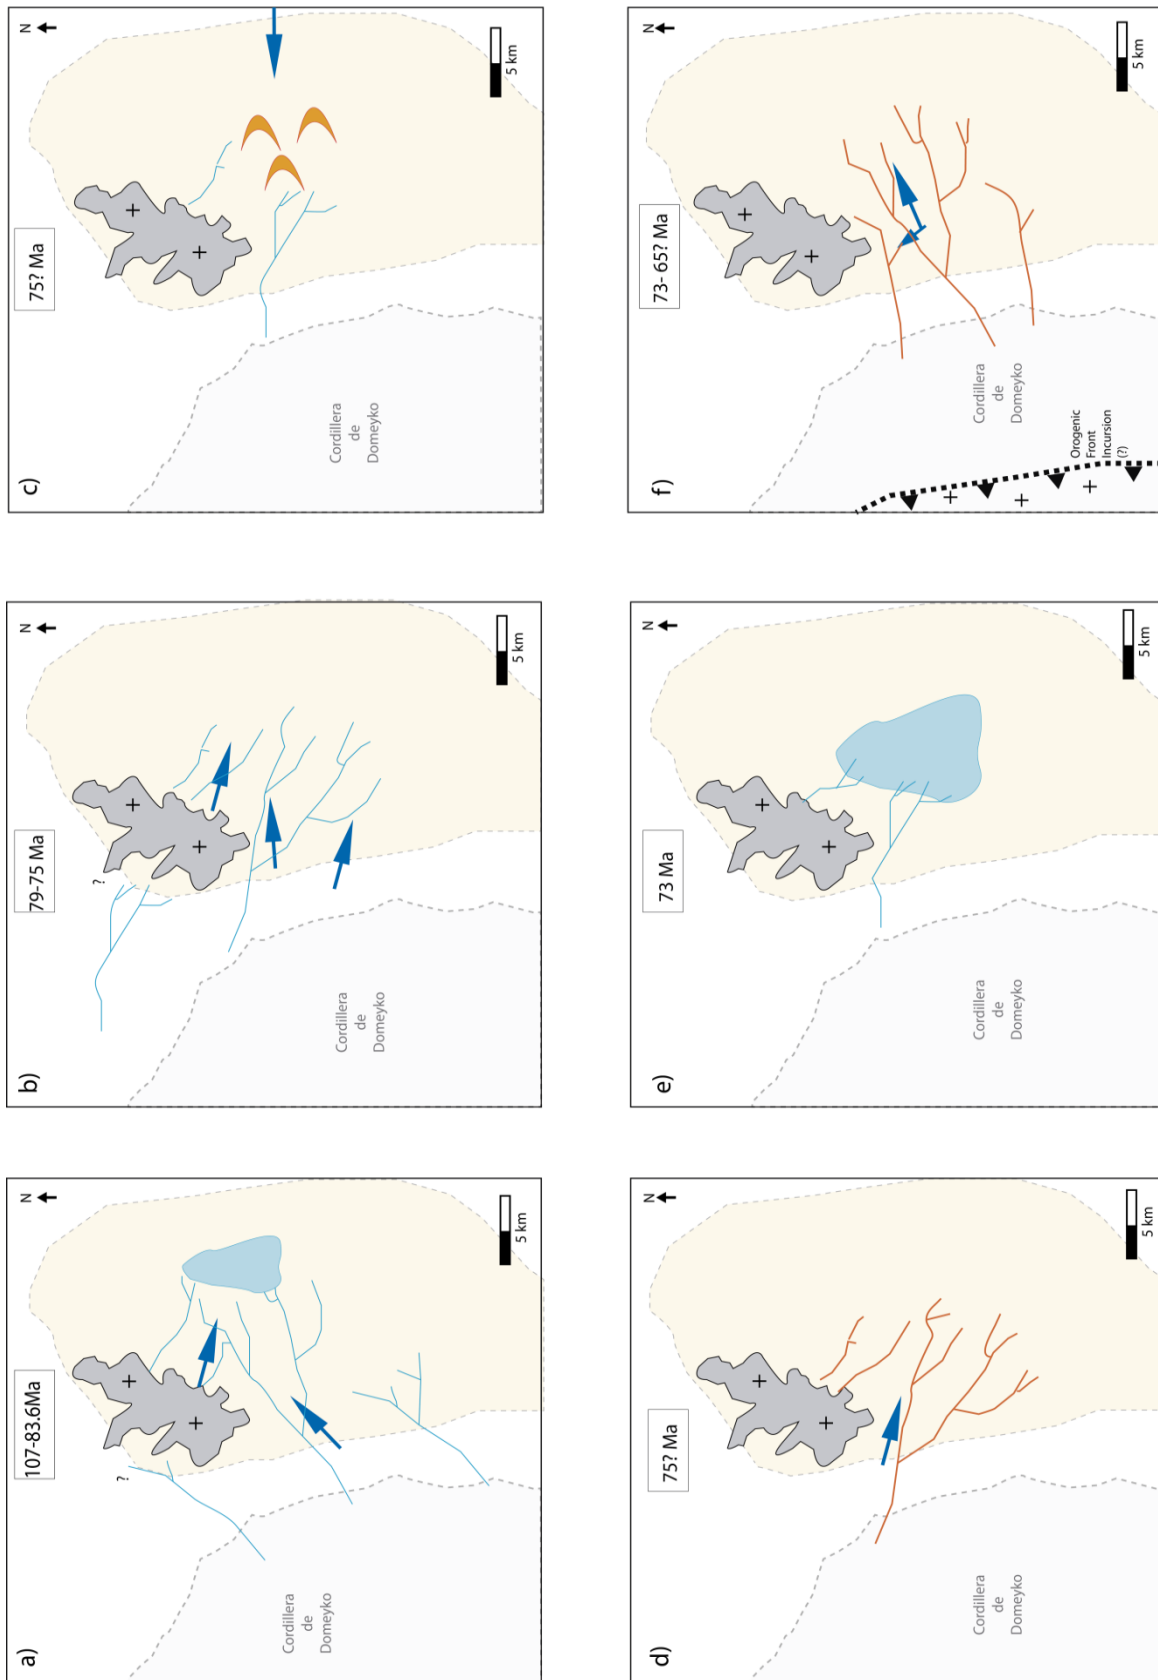 a)
107-83.6Ma
N
?
Cordillera
de
Domeyko
5 km
b)
79-75 Ma
N
?
Cordillera
de
Domeyko
5 km
c)
75? Ma
N
Cordillera
de
Domeyko
5 km
d)
75? Ma
N
Cordillera
de
Domeyko
5 km
e)
73 Ma
N
Cordillera
de
Domeyko
5 km
f)
73- 65? Ma
N
Cordillera
de
Domeyko
Orogenic
Front
Incursion
(?)
5 km